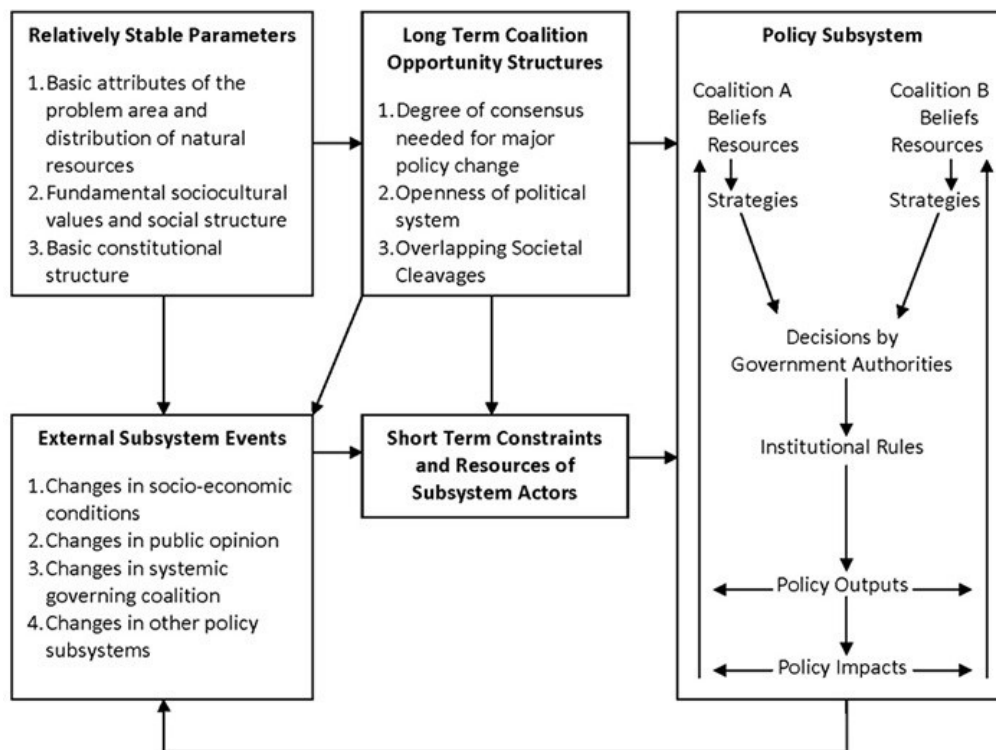 Relatively Stable Parameters
1. Basic attributes of the
problem area and
distribution of natural
resources
2. Fundamental sociocultural
values and social structure
3. Basic constitutional
structure
Long Term Coalition
Opportunity Structures
1. Degree of consensus
needed for major
policy change
2. Openness of political
system
3. Overlapping Societal
Cleavages
Policy Subsystem
Coalition A
Beliefs
Resources
Strategies
Coalition B
Beliefs
Resources
Strategies
Decisions by
Government Authorities
Institutional Rules
Policy Outputs
Policy Impacts
External Subsystem Events
1. Changes in socio-economic
conditions
2. Changes in public opinion
3. Changes in systemic
governing coalition
4. Changes in other policy
subsystems
Short Term Constraints
and Resources of
Subsystem Actors